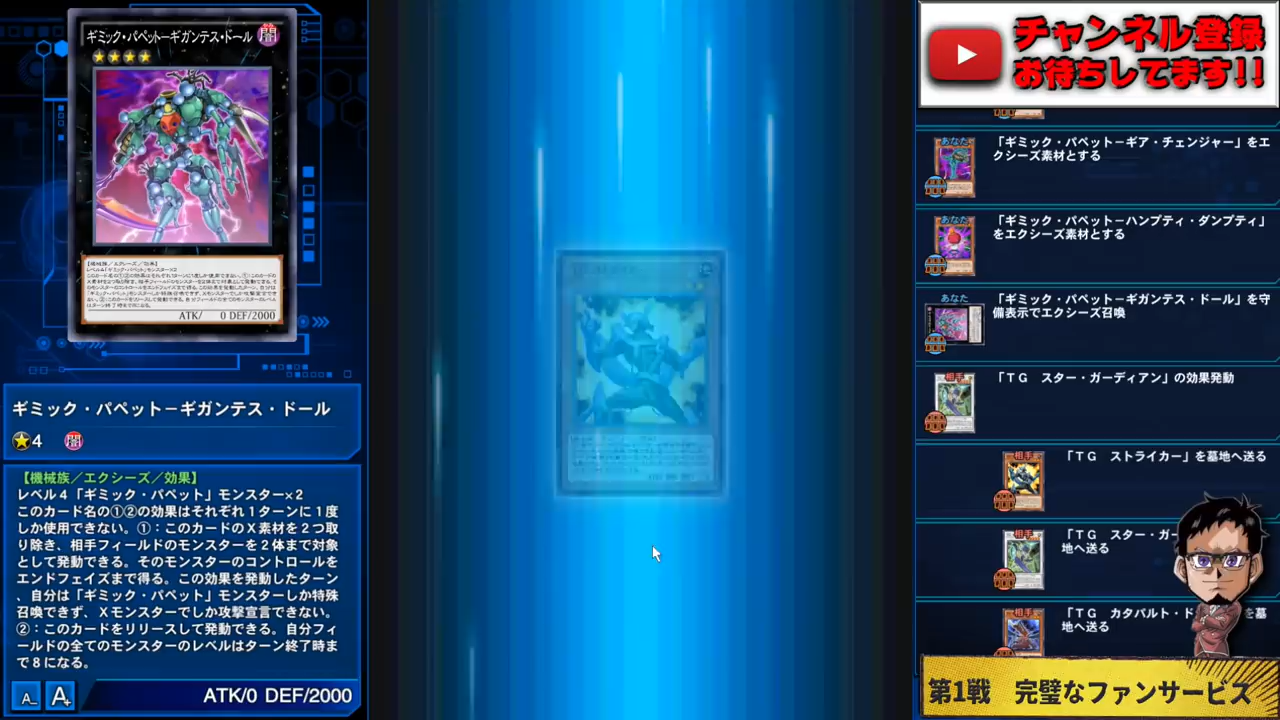 ギミック・パペットーギガンテス・ドール
闇
ATK/ 0 DEF/2000
ギミック・パペットーギガンテス・ドール
4 闇
【機械族/エクシーズ/効果】
レベル4「ギミック・パペット」モンスター×2
このカード名の①②の効果はそれぞれ1ターンに1度
しか使用できない。①：このカードのX素材を2つ取
り除き、相手フィールドのモンスターを2体まで対象
として発動できる。そのモンスターのコントロールを
エンドフェイズまで得る。この効果を発動したターン
、自分は「ギミック・パペット」モンスターしか特殊
召喚できず、Xモンスターでしか攻撃宣言できない。
②：このカードをリリースして発動できる。自分フィ
ールドの全てのモンスターのレベルはターン終了時ま
で8になる。
A- A+
ATK/0 DEF/2000
チャンネル登録
お待ちしてます!!
あなた
「ギミック・パペットーギア・チェンジャー」をエ
クシーズ素材とする
あなた
「ギミック・パペットーハンプティ・ダンプティ」
をエクシーズ素材とする
あなた
「ギミック・パペットーギガンテス・ドール」を守
備表示でエクシーズ召喚
相手
「TG スター・ガーディアン」の効果発動
相手
「TG ストライカー」を墓地へ送る
相手
「TG スター・ガー
地へ送る
相手
「TG カタパルト・ド
を墓
地へ送る
第1戦 完璧なファンサービス